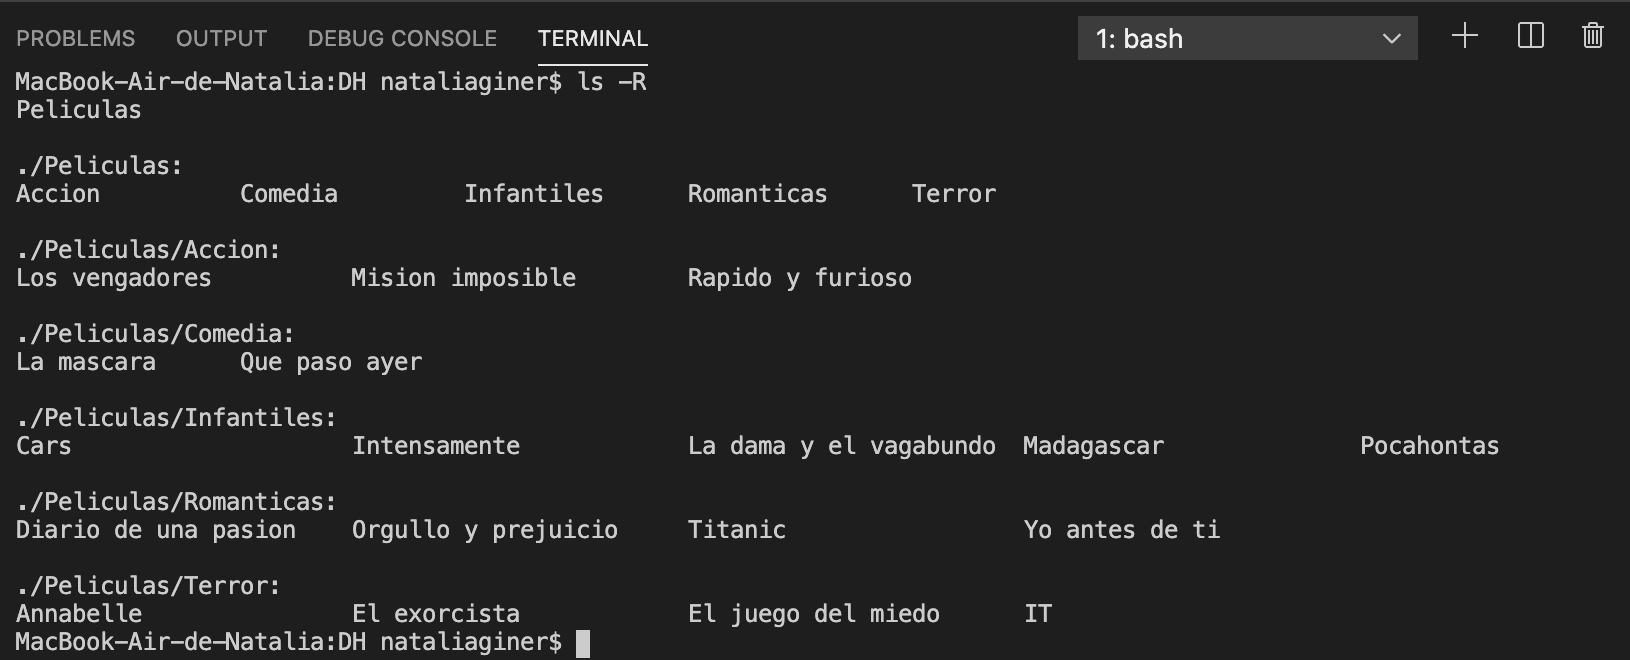 PROBLEMS OUTPUT DEBUG CONSOLE TERMINAL 1: bash
MacBook-Air-de-Natalia:DH nataliaginer$ ls -R
Peliculas
./Peliculas:
Accion Comedia Infantiles Romanticas Terror
./Peliculas/Accion:
Los vengadores Mision imposible Rapido y furioso
./Peliculas/Comedia:
La mascara Que paso ayer
./Peliculas/Infantiles:
Cars Intensamente La dama y el vagabundo Madagascar Pocahontas
./Peliculas/Romanticas:
Diario de una pasion Orgullo y prejuicio Titanic Yo antes de ti
./Peliculas/Terror:
Annabelle El exorcista El juego del miedo IT
MacBook-Air-de-Natalia:DH nataliaginer$